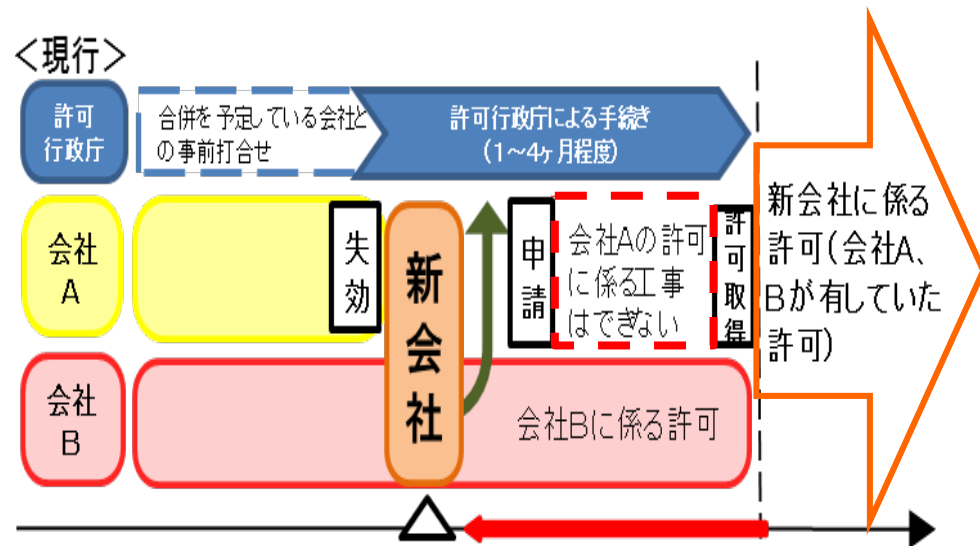 ＜現行＞
許可
行政庁
合併を予定している会社と
の事前打合せ
許可行政庁による手続き
(1～4ヶ月程度)
会社
A
失効
新会社
申請
会社Aの許可
に係る工事
はできない
許可取得
新会社に係る
許可(会社A、
Bが有していた
許可)
会社
B
会社Bに係る許可